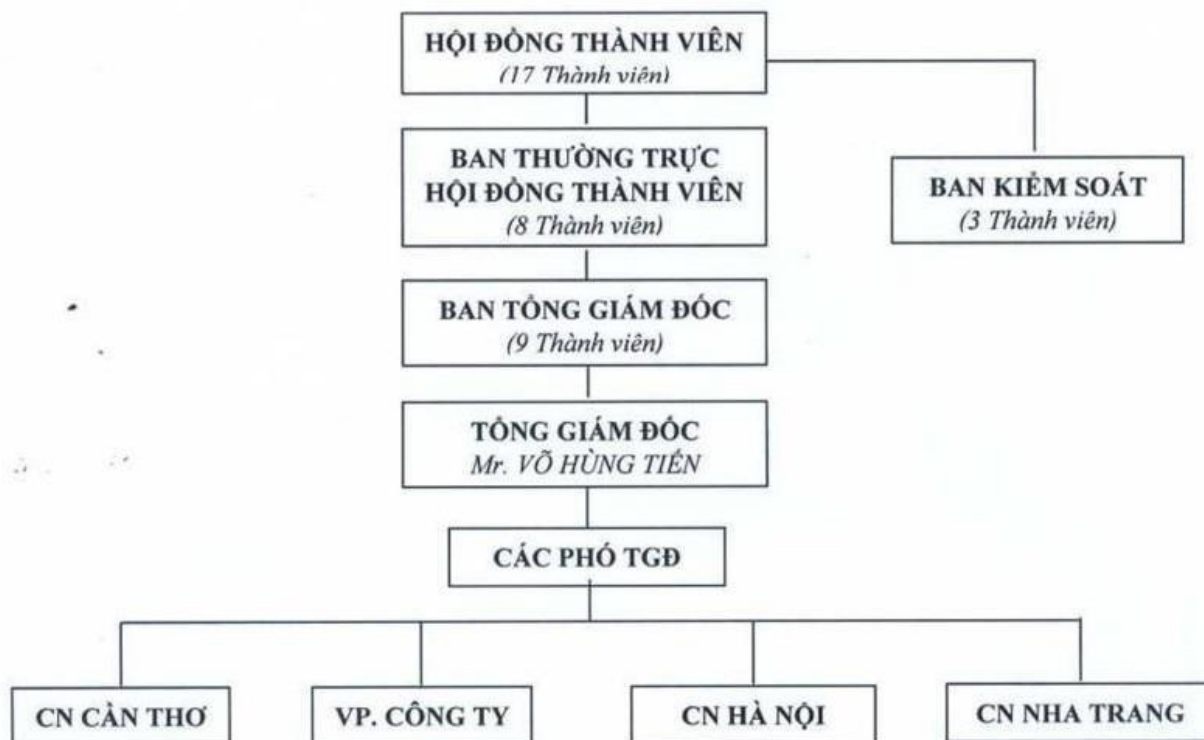 HỘI ĐỒNG THÀNH VIÊN
(17 Thành viên)
BAN THƯỜNG TRỰC
HỘI ĐỒNG THÀNH VIÊN
(8 Thành viên)
BAN KIỂM SOÁT
(3 Thành viên)
BAN TỔNG GIÁM ĐỐC
(9 Thành viên)
TỔNG GIÁM ĐỐC
Mr. VÕ HÙNG TIẾN
CÁC PHÓ TGĐ
CN CẦN THƠ
VP. CÔNG TY
CN HÀ NỘI
CN NHA TRANG